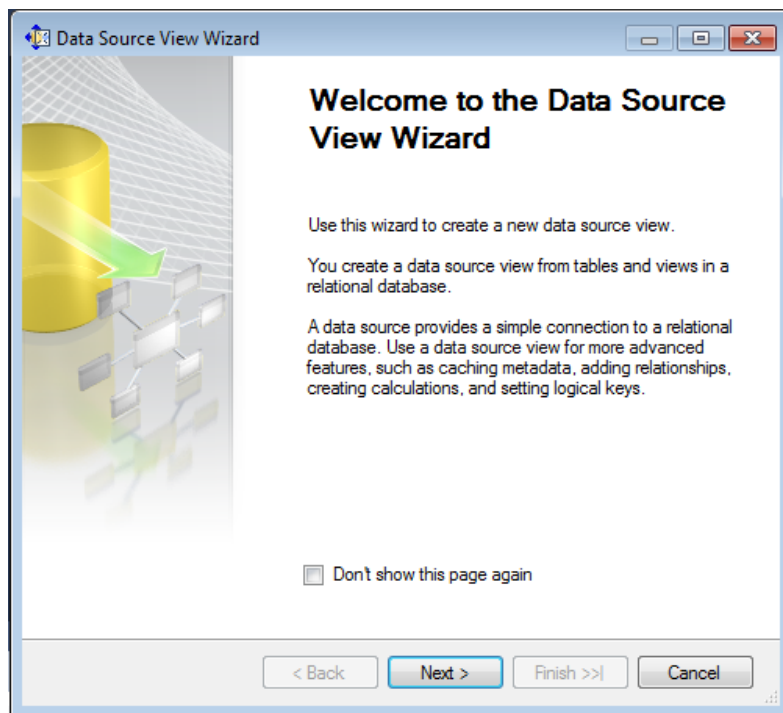 Data Source View Wizard
Welcome to the Data Source
View Wizard
Use this wizard to create a new data source view.
You create a data source view from tables and views in a
relational database.
A data source provides a simple connection to a relational
database. Use a data source view for more advanced
features, such as caching metadata, adding relationships,
creating calculations, and setting logical keys.
Don't show this page again
< Back Next > Finish >>| Cancel